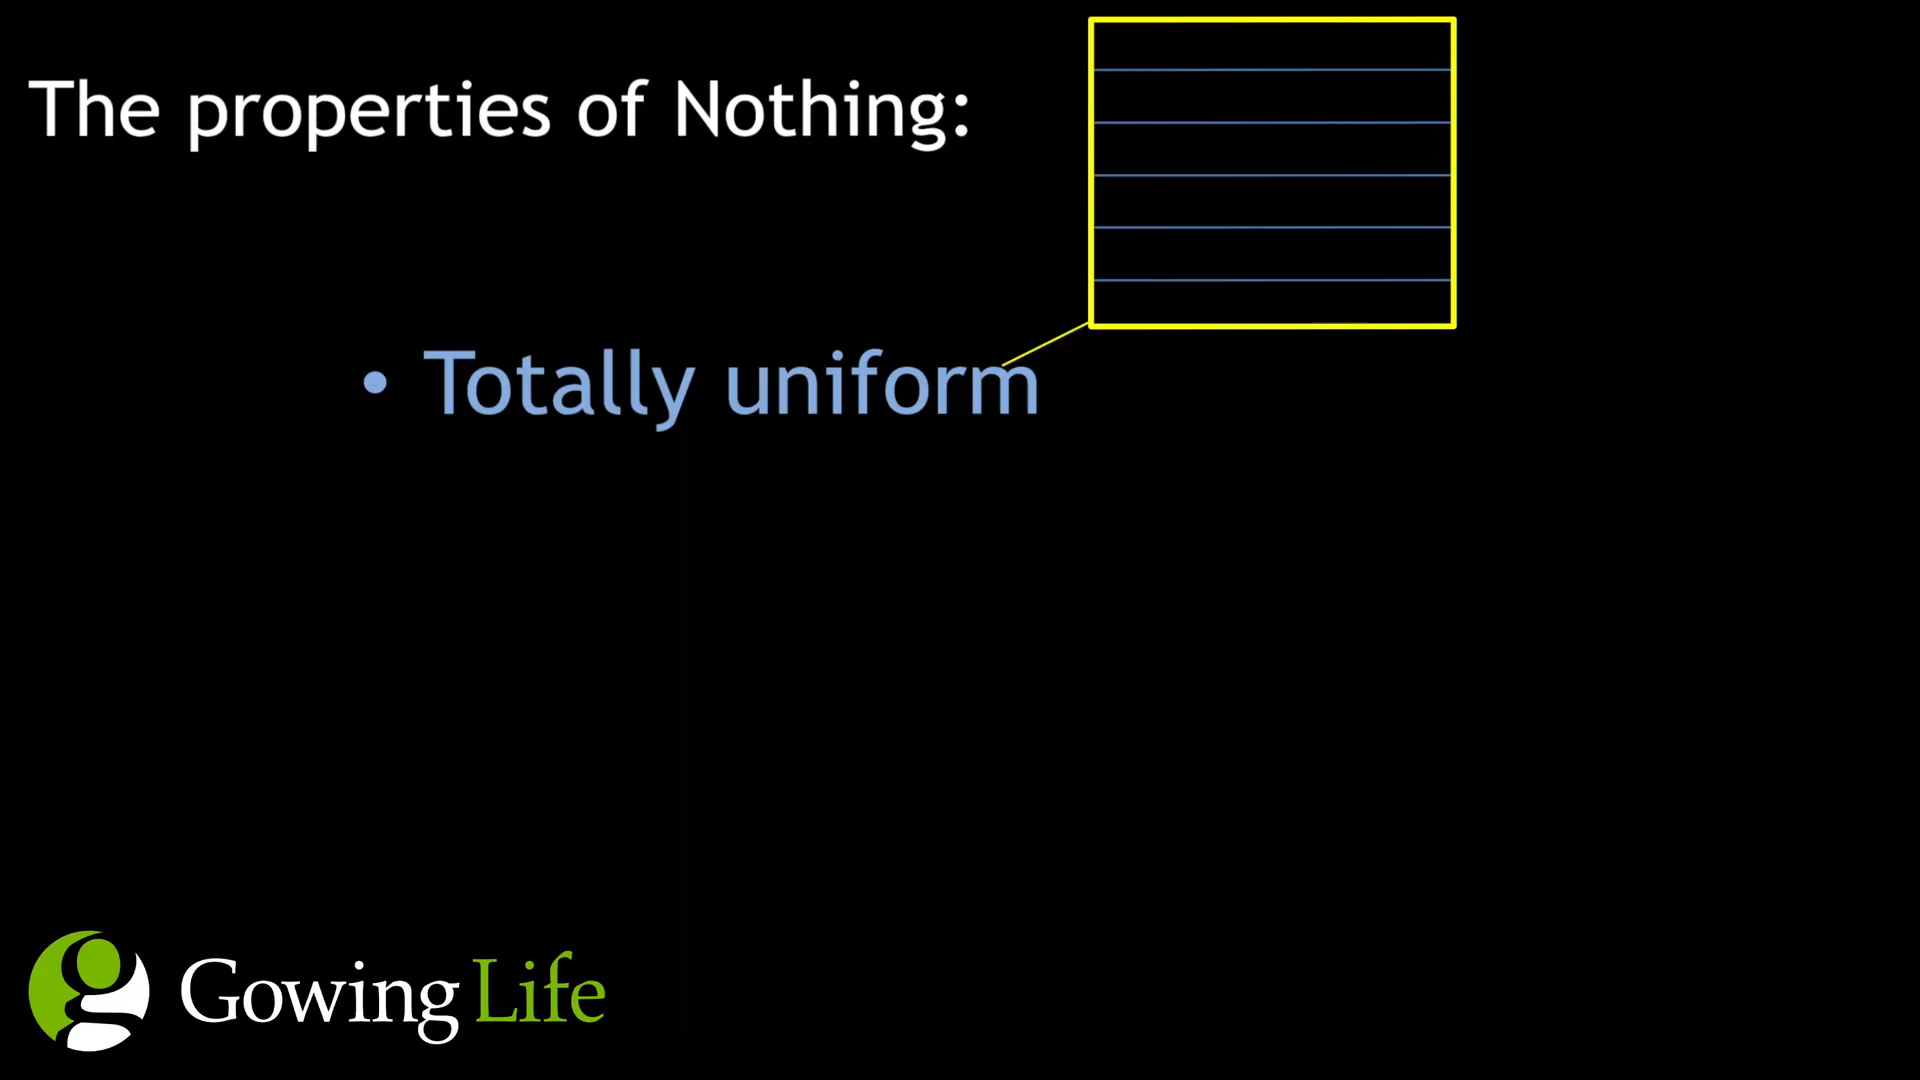 The properties of Nothing:
• Totally uniform
Gowing Life